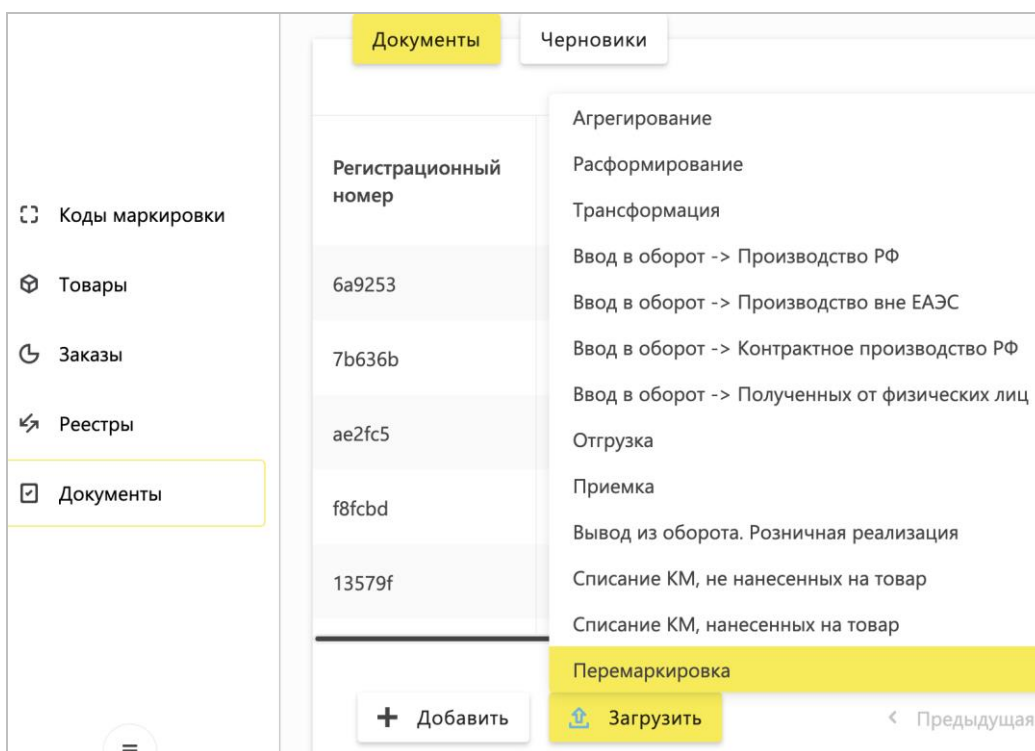 Документы
Черновики
Коды маркировки
Товары
Заказы
Реестры
Документы
Регистрационный
номер
6a9253
7b636b
ae2fc5
f8fcbd
13579f
Агрегирование
Расформирование
Трансформация
Ввод в оборот -> Производство РФ
Ввод в оборот -> Производство вне ЕАЭС
Ввод в оборот -> Контрактное производство РФ
Ввод в оборот -> Полученных от физических лиц
Отгрузка
Приемка
Вывод из оборота. Розничная реализация
Списание КМ, не нанесенных на товар
Списание КМ, нанесенных на товар
Перемаркировка
Добавить
Загрузить
Предыдущая